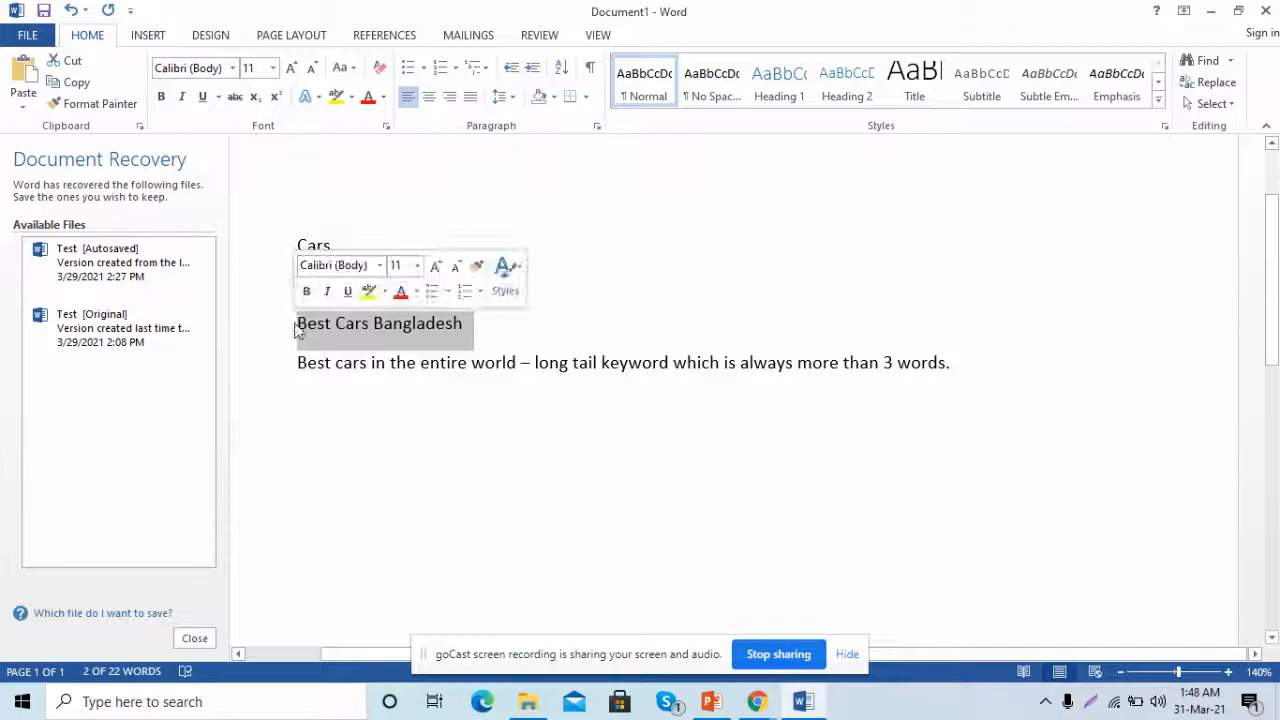 Document1 - Word
?
Sign in
FILE HOME INSERT DESIGN PAGE LAYOUT REFERENCES MAILINGS REVIEW VIEW
Paste
Cut
Copy
Format Painter
Clipboard
Calibri (Body) 11
Font
Paragraph
AaBbCcDc AaBbCcDc AaBbCc AaBbCcD AaBl AaBbCcD AaBbCcDc AaBbCcDc
¶ Normal ¶ No Spac... Heading 1 Heading 2 Title Subtitle Subtle Em... Emphasis
Styles
Find
Replace
Select
Editing
Document Recovery
Word has recovered the following files.
Save the ones you wish to keep.
Available Files
Test [Autosaved]
Version created from the l...
3/29/2021 2:27 PM
Test [Original]
Version created last time t...
3/29/2021 2:08 PM
Which file do I want to save?
Close
Cars
Calibri (Body) 11
B I U Styles
Best Cars Bangladesh
Best cars in the entire world – long tail keyword which is always more than 3 words.
goCast screen recording is sharing your screen and audio. Stop sharing Hide
PAGE 1 OF 1 2 OF 22 WORDS
140%
Type here to search
1:48 AM
31-Mar-21